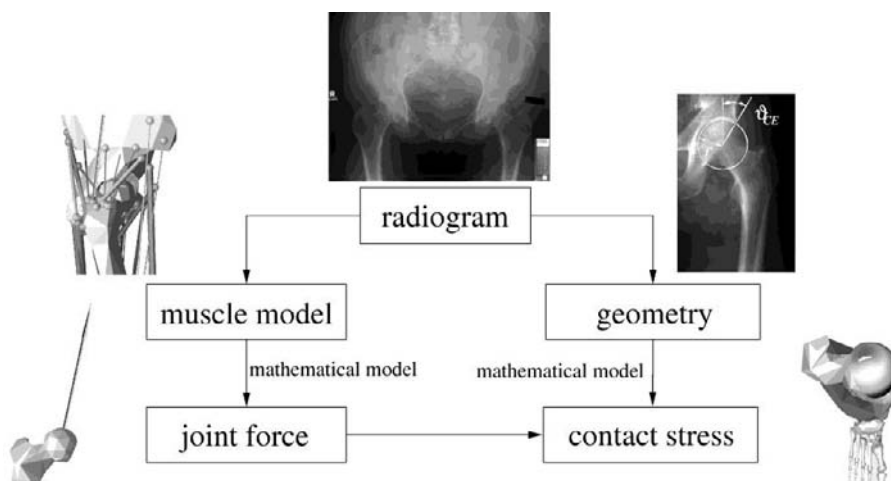 ϑCE
radiogram
muscle model
geometry
mathematical model
mathematical model
joint force
contact stress